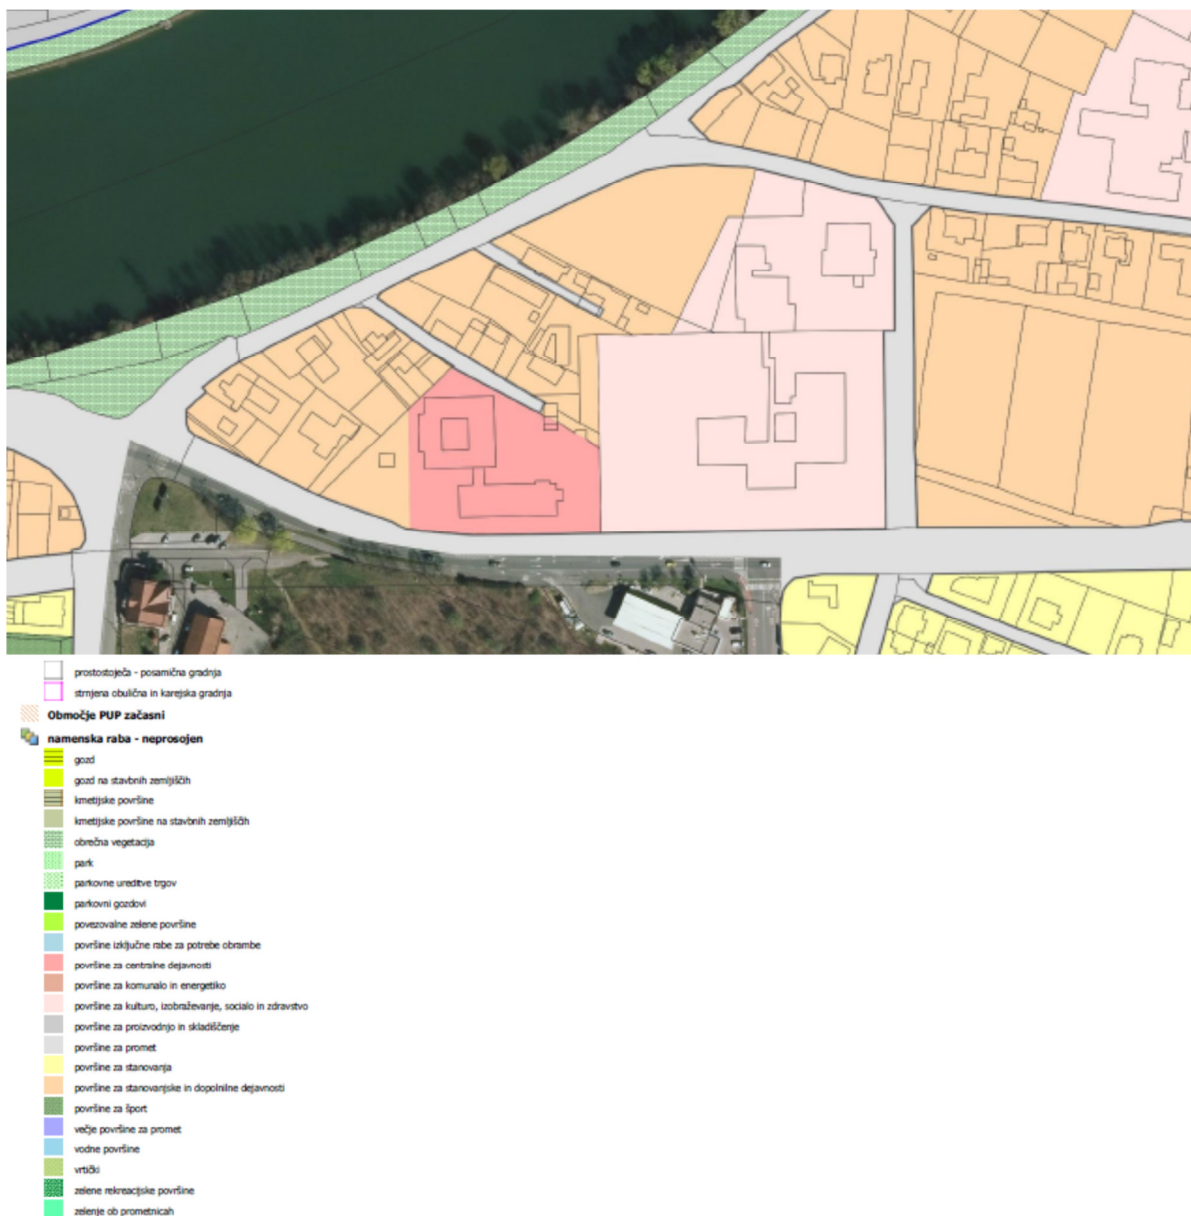 prostostoječa - posamična gradnja
strnjena obulična in karejska gradnja
Območje PUP začasni
namenska raba - neprosojen
gozd
gozd na stavbnih zemljiščih
kmetijske površine
kmetijske površine na stavbnih zemljiščih
obrečna vegetacija
park
parkovne ureditve trgov
parkovni gozdovi
povezovalne zelene površine
površine izključne rabe za potrebe obrambe
površine za centralne dejavnosti
površine za komunalo in energetiko
površine za kulturo, izobraževanje, socialo in zdravstvo
površine za proizvodnjo in skladiščenje
površine za promet
površine za stanovanja
površine za stanovanjske in dopolnilne dejavnosti
površine za šport
večje površine za promet
vodne površine
vrtički
zelene rekreacijske površine
zelenje ob prometnicah